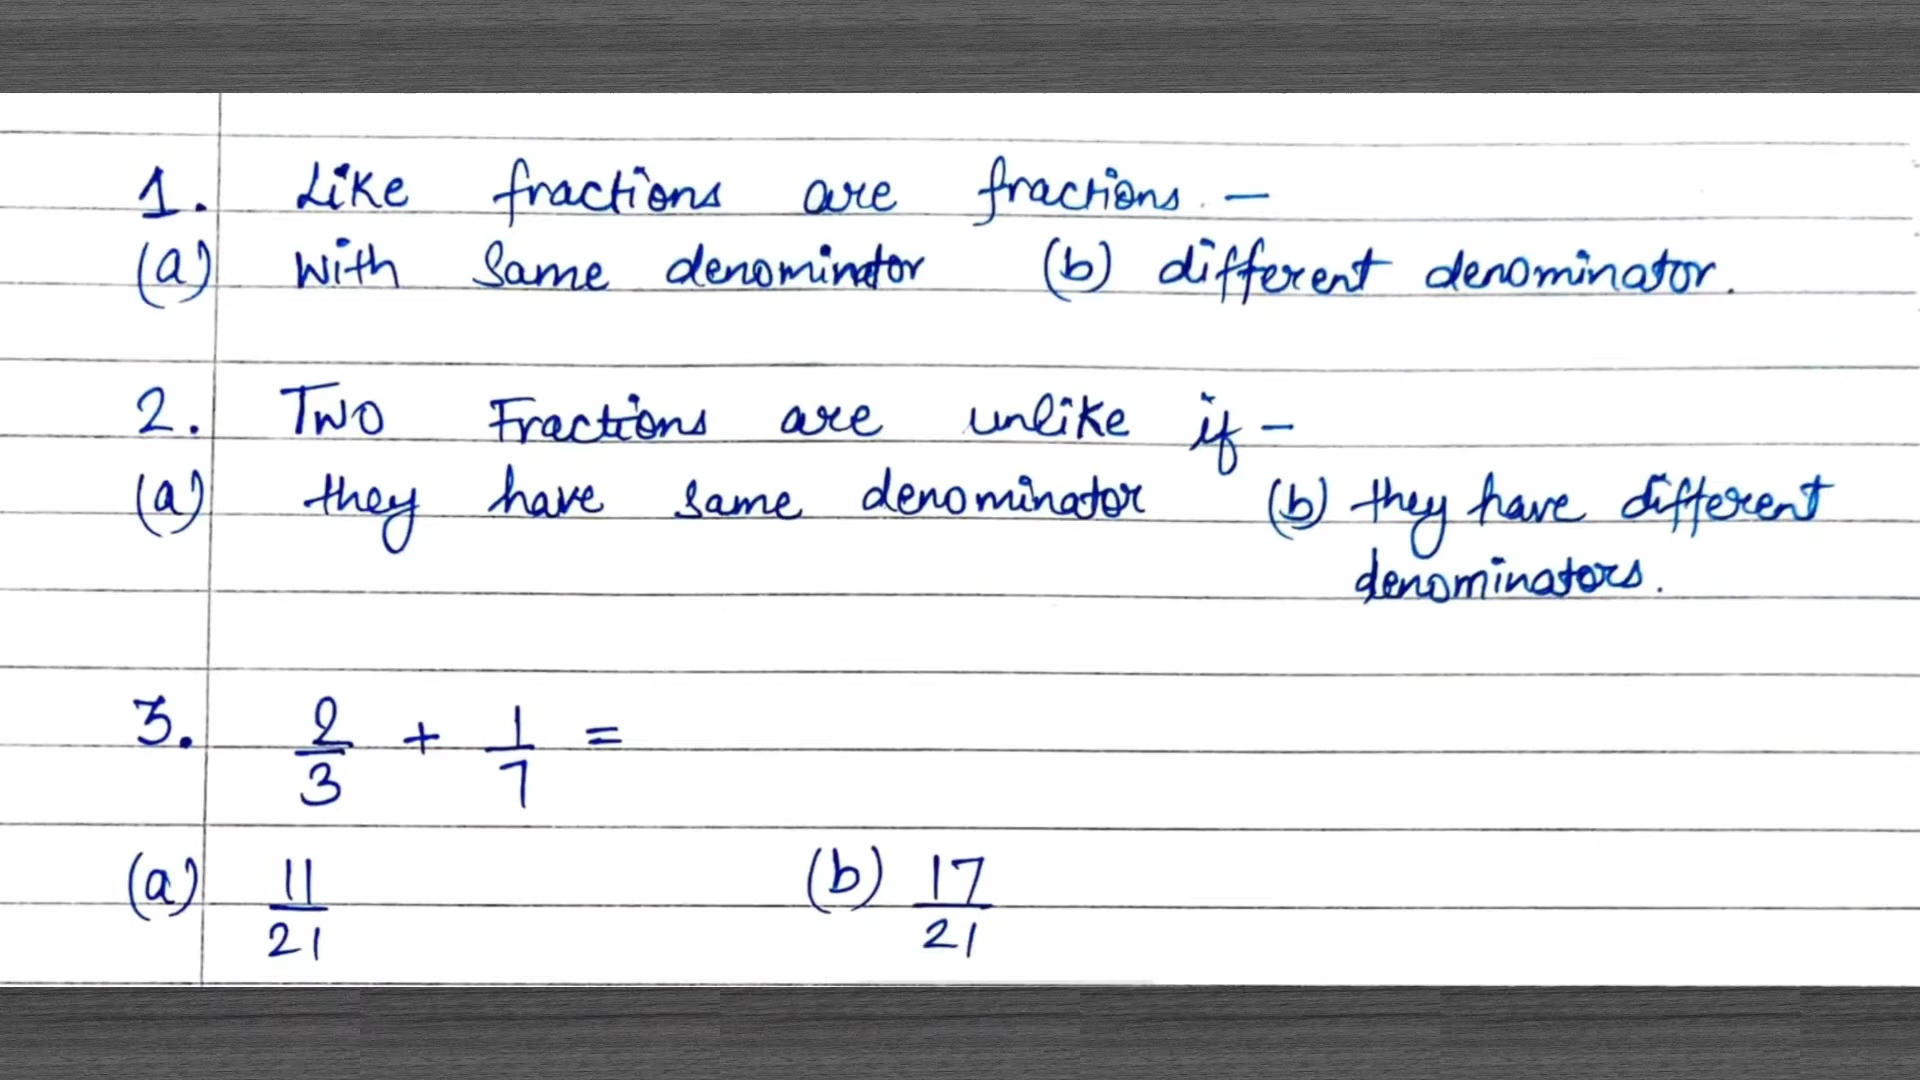 1. Like fractions are fractions. –
(a) with same denominator (b) different denominator.
2. Two Fractions are unlike if –
(a) they have same denominator (b) they have different
denominators.
3. 2/3 + 1/7 =
(a) 11/21 (b) 17/21